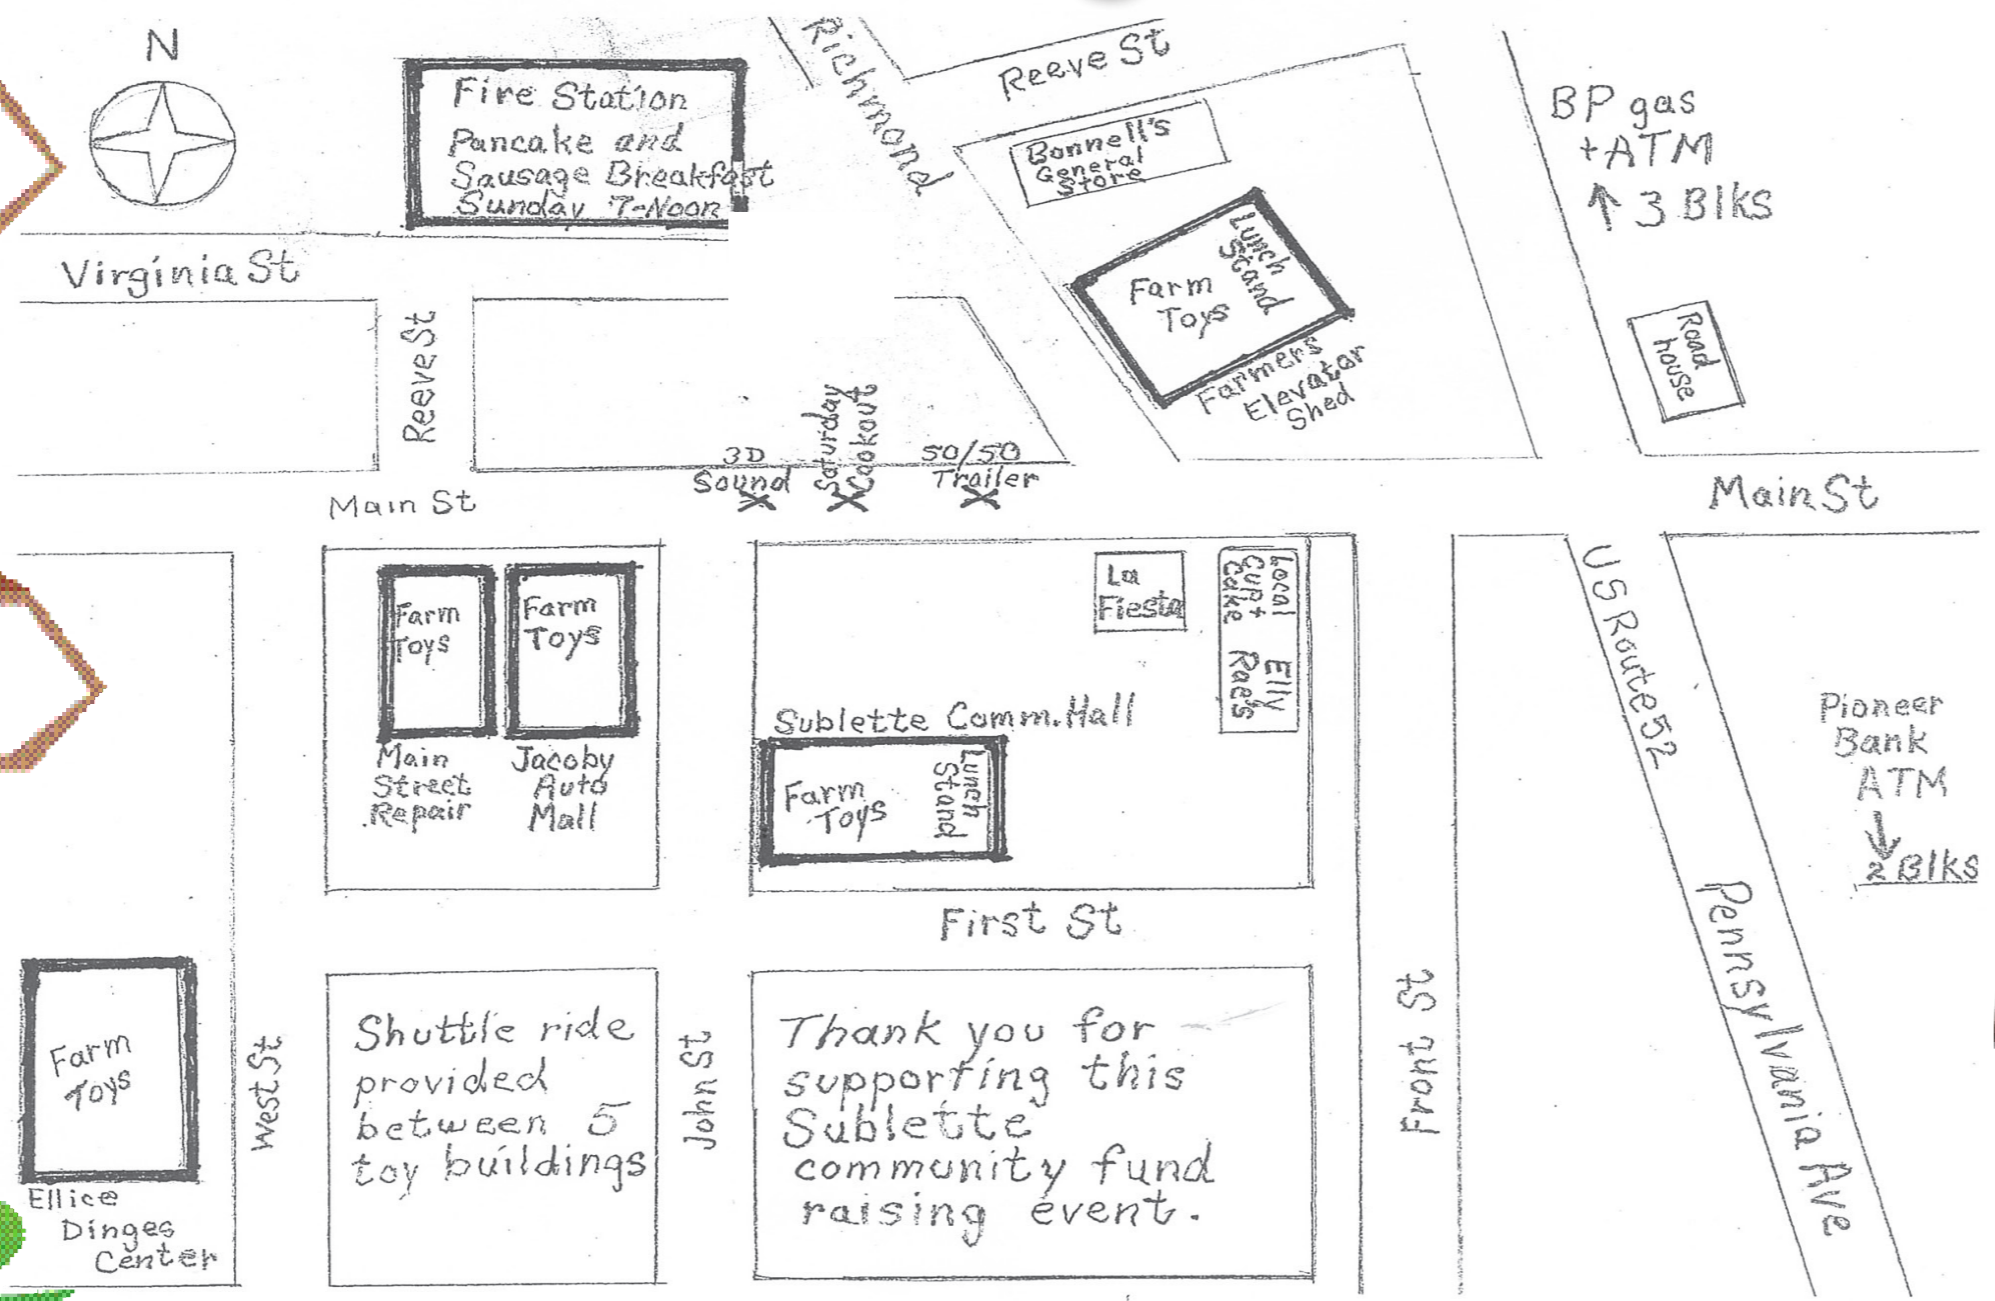 N
Fire Station
Pancake and
Sausage Breakfast
Sunday 7-Noon
Richmond
Reeve St
Bonnell's
General
Store
BP gas
+ATM
↑ 3 Blks
Virginia St
Reeve St
Farm
Toys
Lunch
Stand
Farmers
Elevator
Shed
Road
house
3D
Sound
Saturday
Cookout
50/50
Trailer
Main St
Main St
Farm
Toys
Main
Street
Repair
Farm
Toys
Jacoby
Auto
Mall
La
Fiesta
Local
Cup +
Cake
Elly
Raes
US Route 52
Sublette Comm. Hall
Farm
Toys
Lunch
Stand
Pioneer
Bank
ATM
↓
2 Blks
First St
Farm
Toys
Ellice
Dinges
Center
West St
Shuttle ride
provided
between 5
toy buildings
John St
Thank you for
supporting this
Sublette
community fund
raising event.
Front St
Pennsylvania Ave